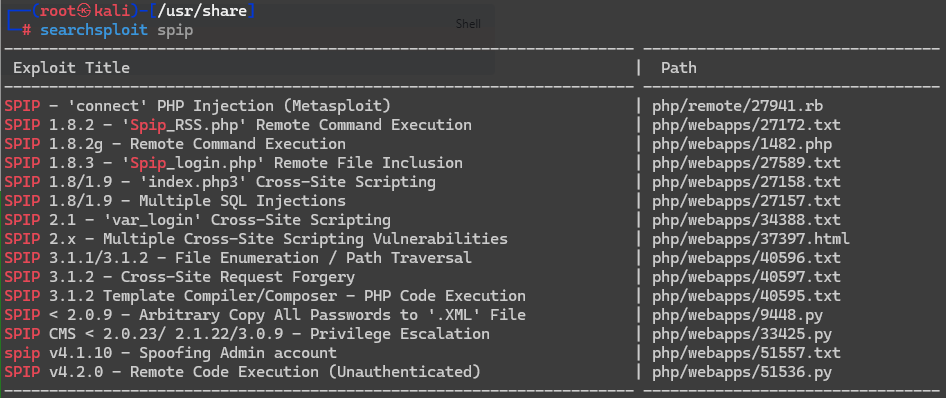 ┌──(root㉿kali)-[/usr/share]
Shell
└─# searchsploit spip
Exploit Title | Path
SPIP - 'connect' PHP Injection (Metasploit) | php/remote/27941.rb
SPIP 1.8.2 - 'Spip_RSS.php' Remote Command Execution | php/webapps/27172.txt
SPIP 1.8.2g - Remote Command Execution | php/webapps/1482.php
SPIP 1.8.3 - 'Spip_login.php' Remote File Inclusion | php/webapps/27589.txt
SPIP 1.8/1.9 - 'index.php3' Cross-Site Scripting | php/webapps/27158.txt
SPIP 1.8/1.9 - Multiple SQL Injections | php/webapps/27157.txt
SPIP 2.1 - 'var_login' Cross-Site Scripting | php/webapps/34388.txt
SPIP 2.x - Multiple Cross-Site Scripting Vulnerabilities | php/webapps/37397.html
SPIP 3.1.1/3.1.2 - File Enumeration / Path Traversal | php/webapps/40596.txt
SPIP 3.1.2 - Cross-Site Request Forgery | php/webapps/40597.txt
SPIP 3.1.2 Template Compiler/Composer - PHP Code Execution | php/webapps/40595.txt
SPIP < 2.0.9 - Arbitrary Copy All Passwords to '.XML' File | php/webapps/9448.py
SPIP CMS < 2.0.23/ 2.1.22/3.0.9 - Privilege Escalation | php/webapps/33425.py
spip v4.1.10 - Spoofing Admin account | php/webapps/51557.txt
SPIP v4.2.0 - Remote Code Execution (Unauthenticated) | php/webapps/51536.py